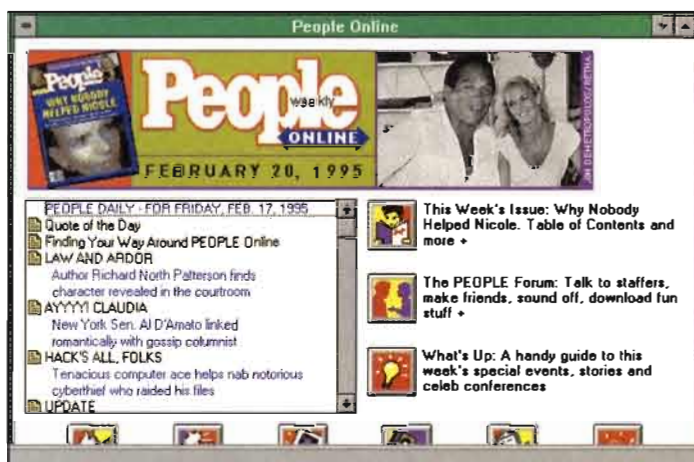 People Online
People
WHY NOBODY
HELPED NICOLE
People
weekly
ONLINE
FEBRUARY 20, 1995
JIM DEMETROPOULOS/RETNA
PEOPLE DAILY - FOR FRIDAY, FEB. 17, 1995
Quote of the Day
Finding Your Way Around PEOPLE Online
LAW AND ARDOR
Author Richard North Patterson finds
character revealed in the courtroom
AYYYY! CLAUDIA
New York Sen. Al D'Amato linked
romantically with gossip columnist
HACK'S ALL, FOLKS
Tenacious computer ace helps nab notorious
cyberthief who raided his files
UPDATE
This Week's Issue: Why Nobody
Helped Nicole. Table of Contents and
more +
The PEOPLE Forum: Talk to staffers,
make friends, sound off, download fun
stuff +
What's Up: A handy guide to this
week's special events, stories and
celeb conferences